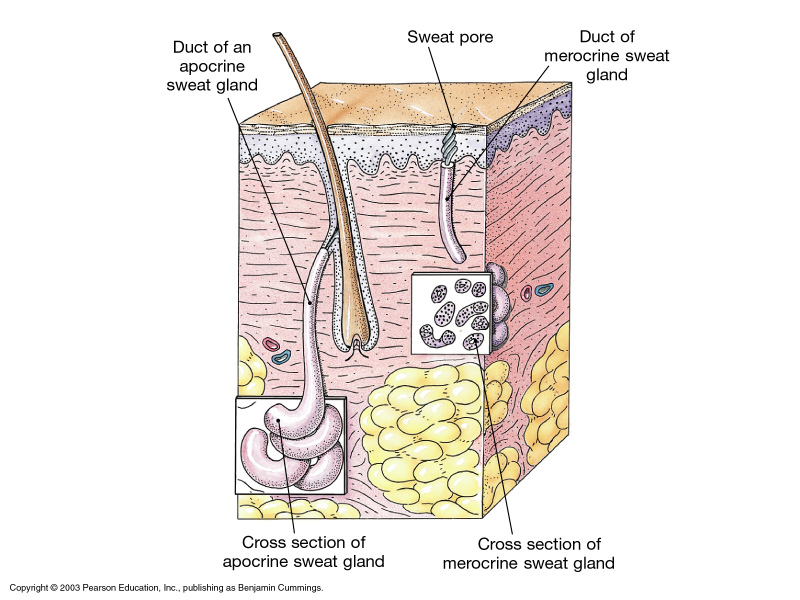 Duct of an
apocrine
sweat gland
Sweat pore
Duct of
merocrine sweat
gland
Cross section of
apocrine sweat gland
Cross section of
merocrine sweat gland
Copyright © 2003 Pearson Education, Inc., publishing as Benjamin Cummings.